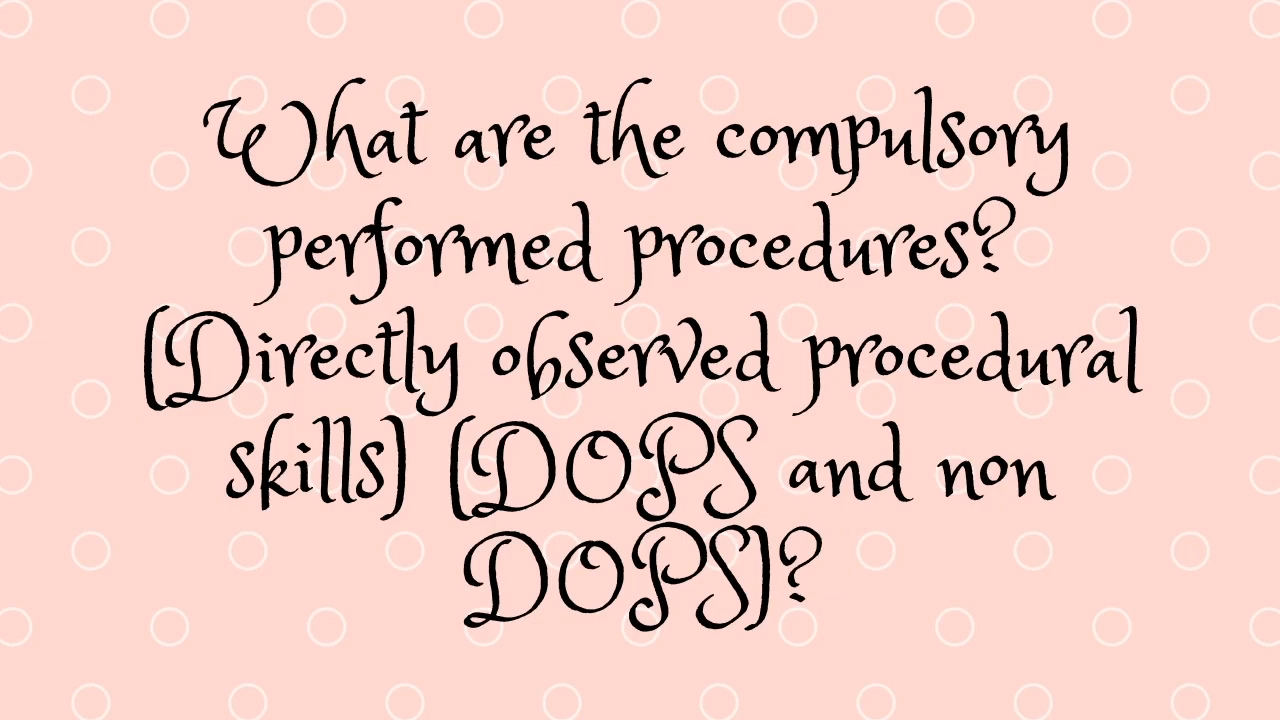 What are the compulsory
performed procedures?
(Directly observed procedural
skills) (DOPS and non
DOPS)?